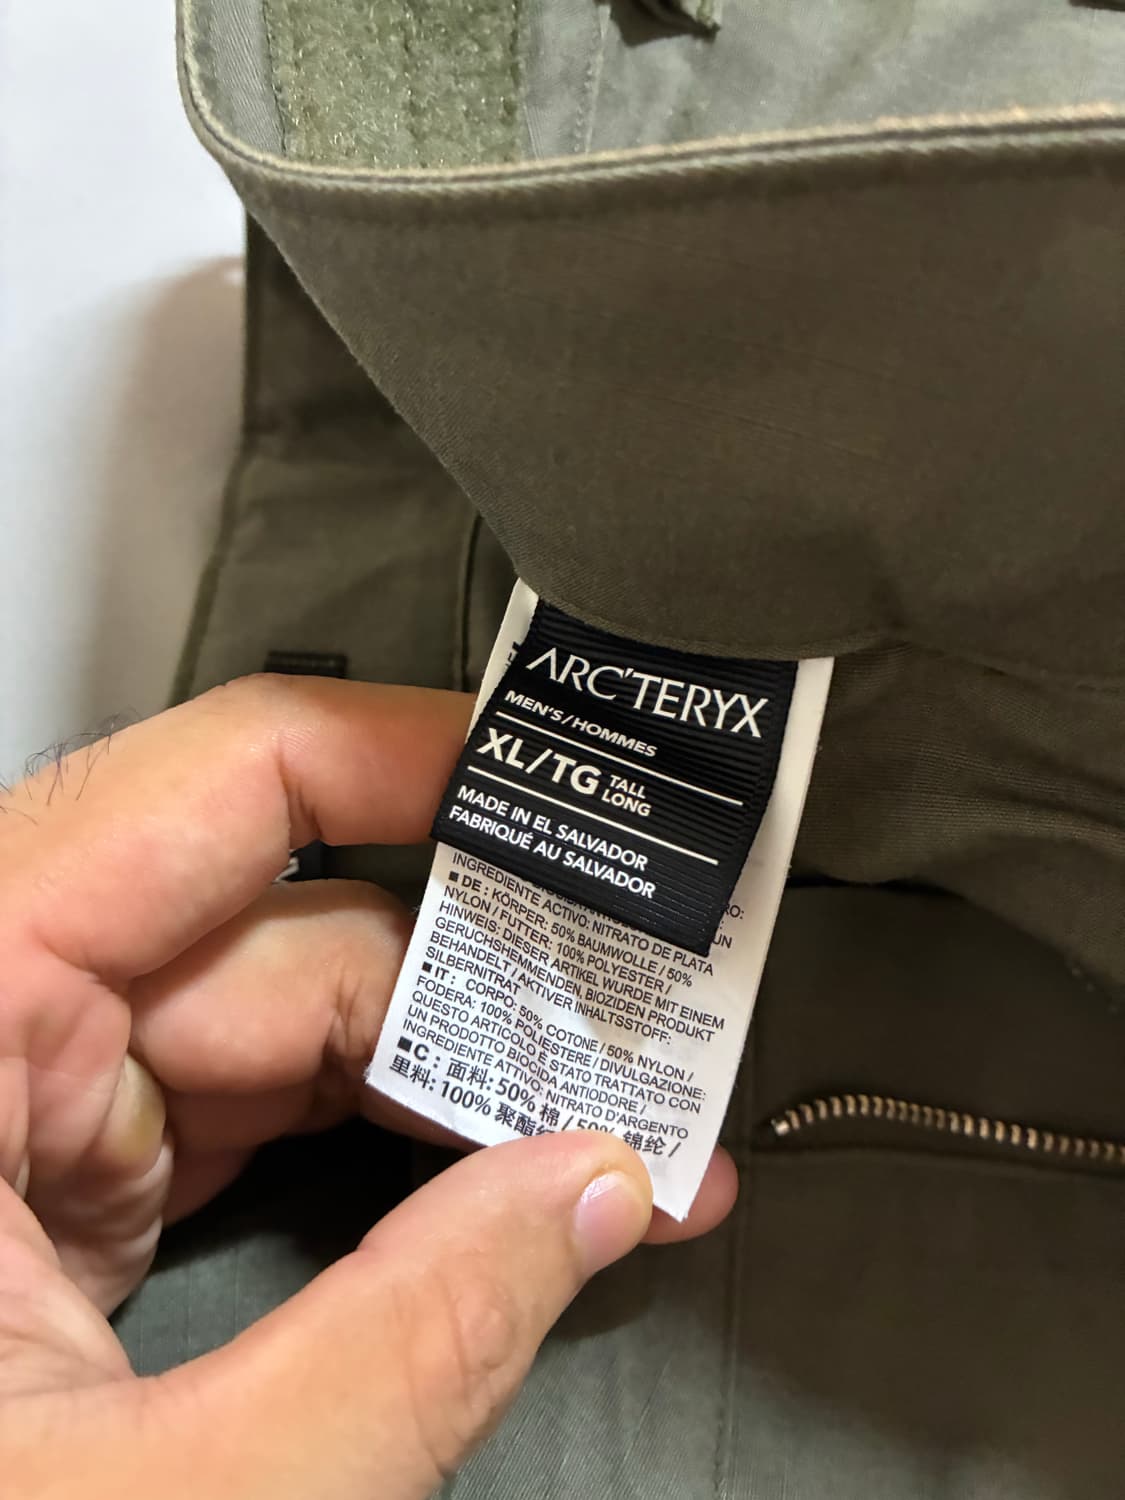 ARC'TERYX
MEN'S/HOMMES
XL/TG TALL
LONG
MADE IN EL SALVADOR
FABRIQUÉ AU SALVADOR
INGREDIENTE ACTIVO: NITRATO DE PLATA
■ DE : KÖRPER: 50% BAUMWOLLE / 50%
NYLON / FUTTER: 100% POLYESTER /
HINWEIS: DIESER ARTIKEL WURDE MIT EINEM
GERUCHSHEMMENDEN, BIOZIDEN PRODUKT
BEHANDELT / AKTIVER INHALTSSTOFF:
SILBERNITRAT
■ IT : CORPO: 50% COTONE / 50% NYLON /
FODERA: 100% POLIESTERE / DIVULGAZIONE:
QUESTO ARTICOLO È STATO TRATTATO CON
UN PRODOTTO BIOCIDA ANTIODORE /
INGREDIENTE ATTIVO: NITRATO D'ARGENTO
■C : 面料: 50% 棉 / 50% 锦纶 /
里料: 100% 聚酯